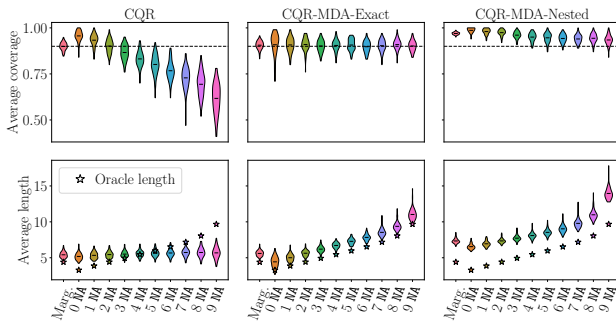 CQR
CQR-MDA-Exact
CQR-MDA-Nested
Average coverage
1.00
0.75
0.50
Average length
15
10
5
Oracle length
Marg.
0 NA
1 NA
2 NA
3 NA
4 NA
5 NA
6 NA
7 NA
8 NA
9 NA
Marg.
0 NA
1 NA
2 NA
3 NA
4 NA
5 NA
6 NA
7 NA
8 NA
9 NA
Marg.
0 NA
1 NA
2 NA
3 NA
4 NA
5 NA
6 NA
7 NA
8 NA
9 NA